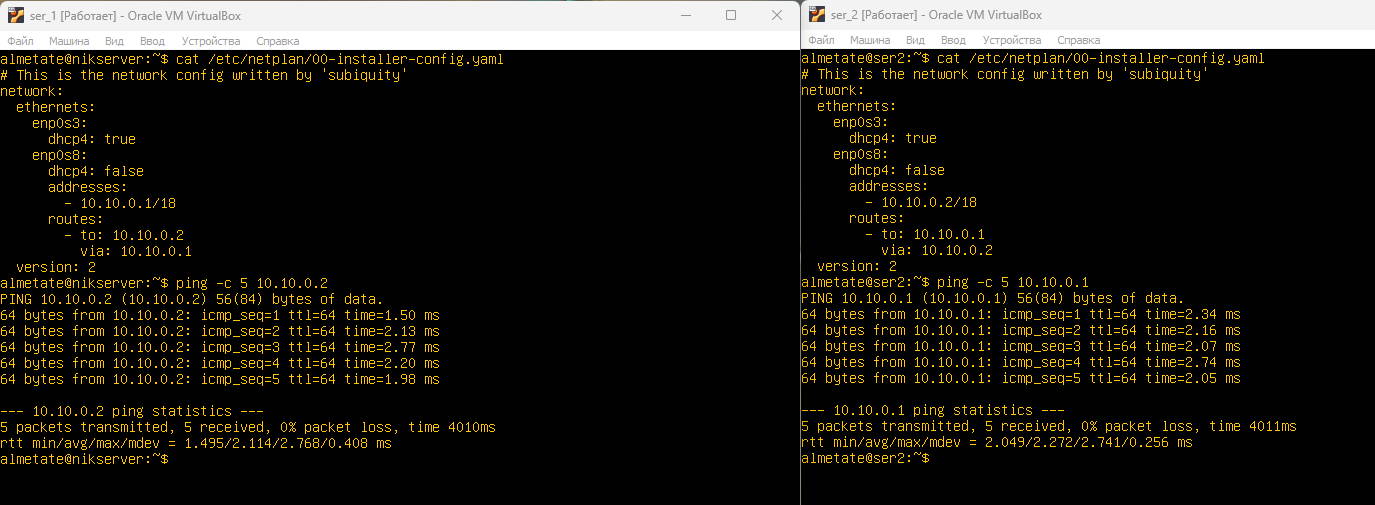 ser_1 [Работает] - Oracle VM VirtualBox
Файл Машина Вид Ввод Устройства Справка
almetate@nikserver:~$ cat /etc/netplan/00-installer-config.yaml
# This is the network config written by 'subiquity'
network:
  ethernets:
    enp0s3:
      dhcp4: true
    enp0s8:
      dhcp4: false
      addresses:
        - 10.10.0.1/18
      routes:
        - to: 10.10.0.2
          via: 10.10.0.1
  version: 2
almetate@nikserver:~$ ping -c 5 10.10.0.2
PING 10.10.0.2 (10.10.0.2) 56(84) bytes of data.
64 bytes from 10.10.0.2: icmp_seq=1 ttl=64 time=1.50 ms
64 bytes from 10.10.0.2: icmp_seq=2 ttl=64 time=2.13 ms
64 bytes from 10.10.0.2: icmp_seq=3 ttl=64 time=2.77 ms
64 bytes from 10.10.0.2: icmp_seq=4 ttl=64 time=2.20 ms
64 bytes from 10.10.0.2: icmp_seq=5 ttl=64 time=1.98 ms

--- 10.10.0.2 ping statistics ---
5 packets transmitted, 5 received, 0% packet loss, time 4010ms
rtt min/avg/max/mdev = 1.495/2.114/2.768/0.408 ms
almetate@nikserver:~$
ser_2 [Работает] - Oracle VM VirtualBox
Файл Машина Вид Ввод Устройства Справка
almetate@ser2:~$ cat /etc/netplan/00-installer-config.yaml
# This is the network config written by 'subiquity'
network:
  ethernets:
    enp0s3:
      dhcp4: true
    enp0s8:
      dhcp4: false
      addresses:
        - 10.10.0.2/18
      routes:
        - to: 10.10.0.1
          via: 10.10.0.2
  version: 2
almetate@ser2:~$ ping -c 5 10.10.0.1
PING 10.10.0.1 (10.10.0.1) 56(84) bytes of data.
64 bytes from 10.10.0.1: icmp_seq=1 ttl=64 time=2.34 ms
64 bytes from 10.10.0.1: icmp_seq=2 ttl=64 time=2.16 ms
64 bytes from 10.10.0.1: icmp_seq=3 ttl=64 time=2.07 ms
64 bytes from 10.10.0.1: icmp_seq=4 ttl=64 time=2.74 ms
64 bytes from 10.10.0.1: icmp_seq=5 ttl=64 time=2.05 ms

--- 10.10.0.1 ping statistics ---
5 packets transmitted, 5 received, 0% packet loss, time 4011ms
rtt min/avg/max/mdev = 2.049/2.272/2.741/0.256 ms
almetate@ser2:~$